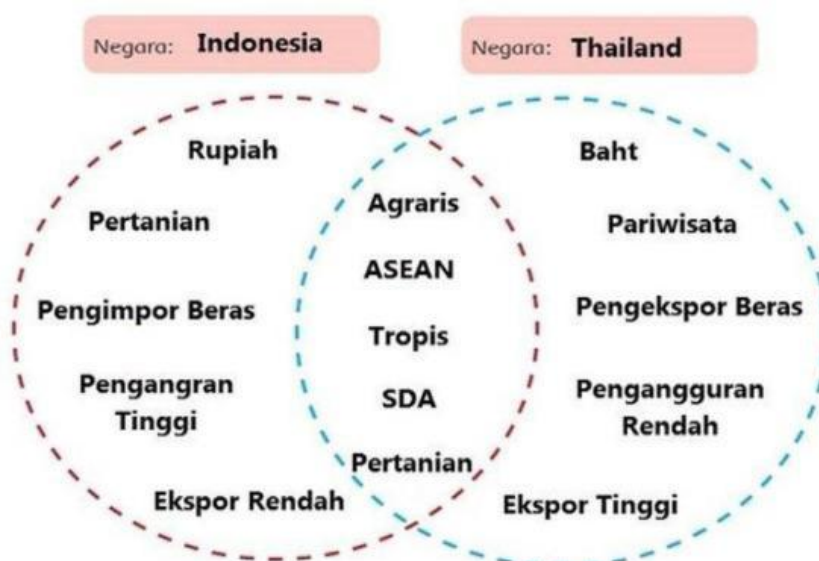 Negara: Indonesia
Negara: Thailand
Rupiah
Pertanian
Pengimpor Beras
Pengangran
Tinggi
Ekspor Rendah
Agraris
ASEAN
Tropis
SDA
Pertanian
Baht
Pariwisata
Pengekspor Beras
Pengangguran
Rendah
Ekspor Tinggi